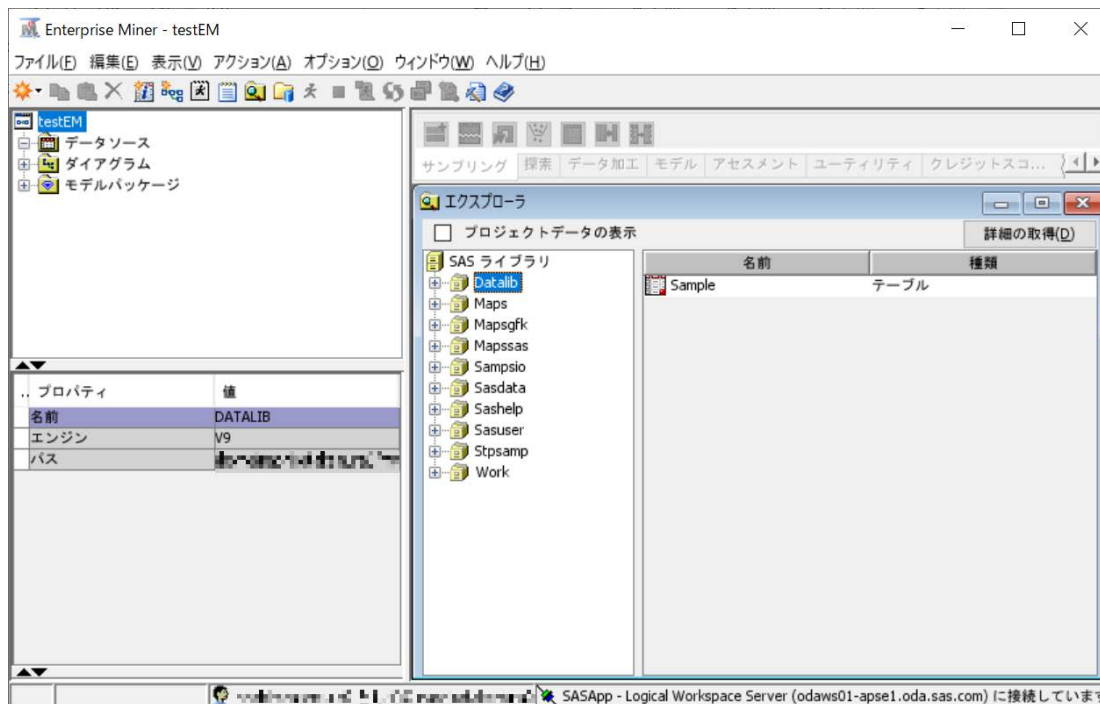 Enterprise Miner - testEM
ファイル(F) 編集(E) 表示(V) アクション(A) オプション(O) ウィンドウ(W) ヘルプ(H)
testEM
データソース
ダイアグラム
モデルパッケージ
サンプリング 探索 データ加工 モデル アセスメント ユーティリティ クレジットスコ...
エクスプローラ
プロジェクトデータの表示
詳細の取得(D)
SAS ライブラリ
Datalib
Maps
Mapsgfk
Mapssas
Sampsio
Sasdata
Sashelp
Sasuser
Stpsamp
Work
名前 種類
Sample テーブル
.. プロパティ 値
名前 DATALIB
エンジン V9
パス
SASApp - Logical Workspace Server (odaws01-apse1.oda.sas.com) に接続しています